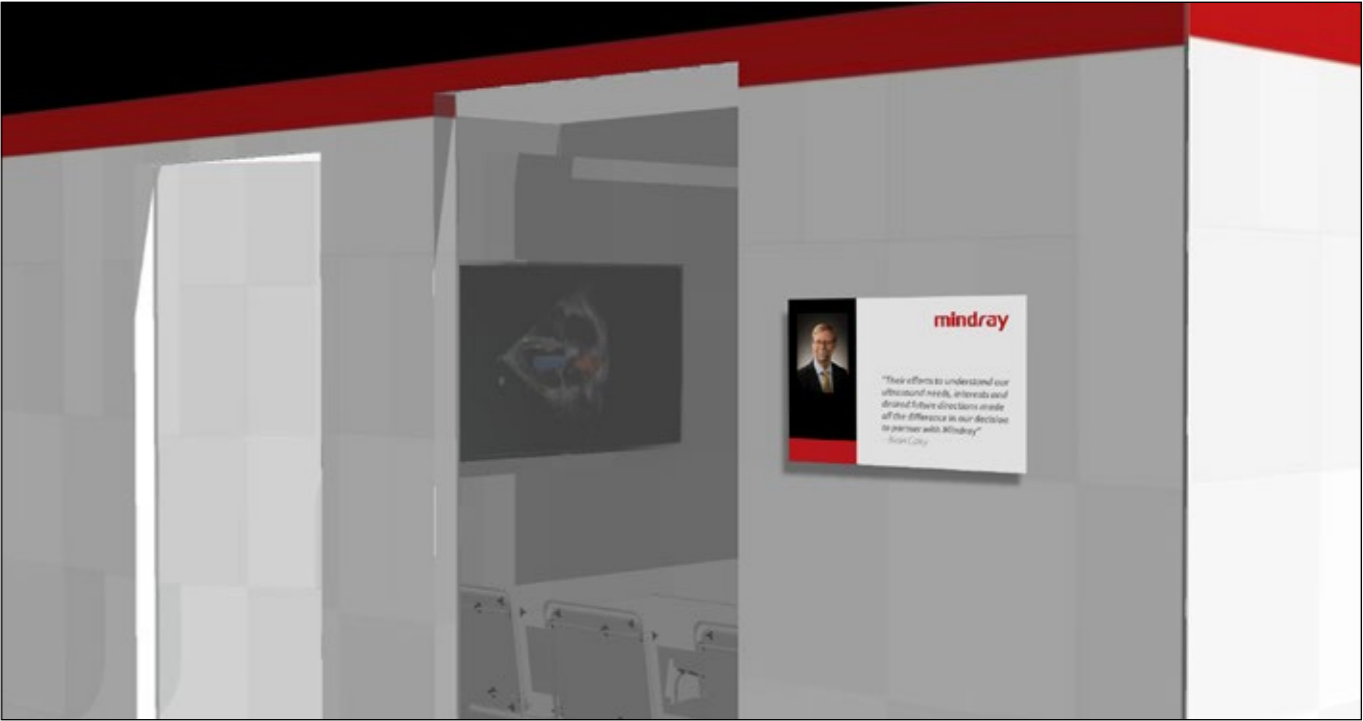 mindray
"Their efforts to understand our
ultrasound needs, interests and
desired future directions made
all the difference in our decision
to partner with Mindray"